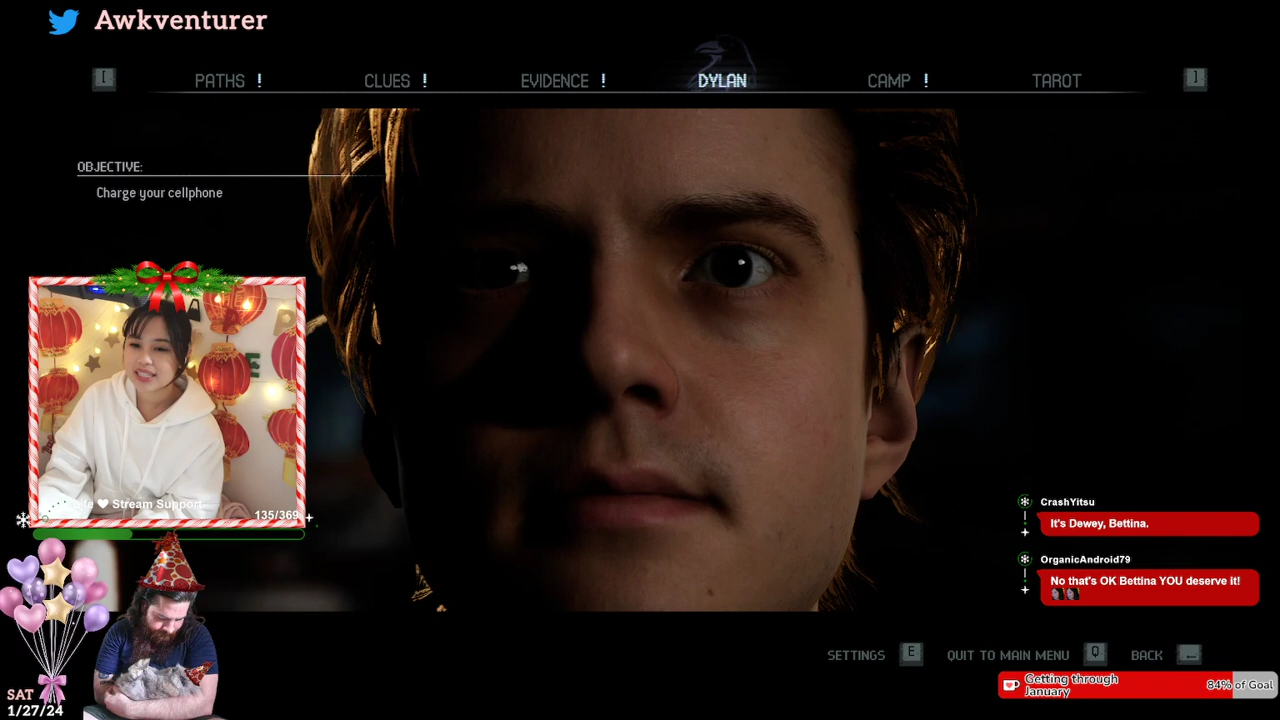 Awkventurer
[
PATHS !
CLUES !
EVIDENCE !
DYLAN
CAMP !
TAROT
]
OBJECTIVE:
Charge your cellphone
Stream Support
135/369
SAT
1/27/24
CrashYitsu
It's Dewey, Bettina.
OrganicAndroid79
No that's OK Bettina YOU deserve it!
SETTINGS E QUIT TO MAIN MENU Q BACK
Getting through
January
84% of Goal